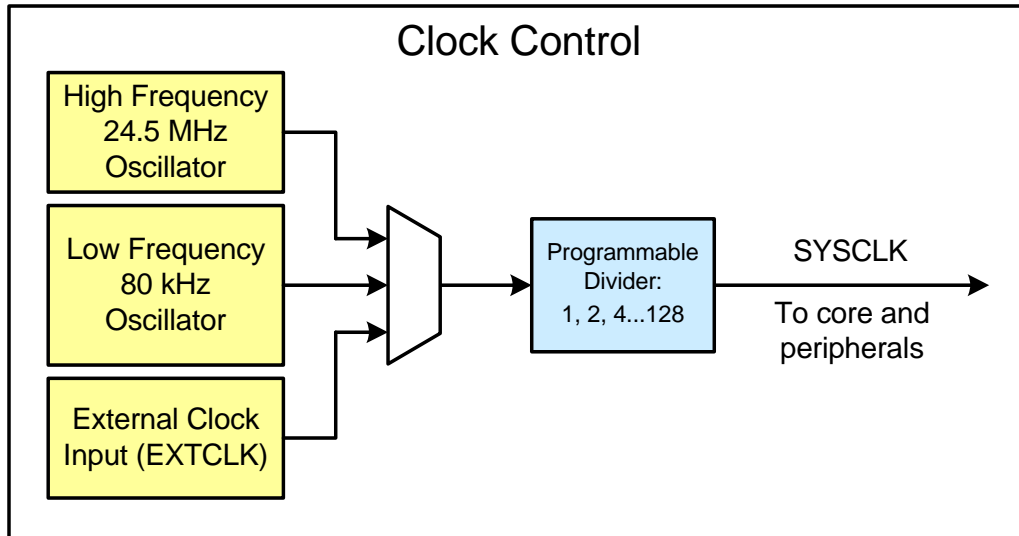 Clock Control
High Frequency
24.5 MHz
Oscillator
Low Frequency
80 kHz
Oscillator
External Clock
Input (EXTCLK)
Programmable
Divider:
1, 2, 4...128
SYSCLK
To core and
peripherals